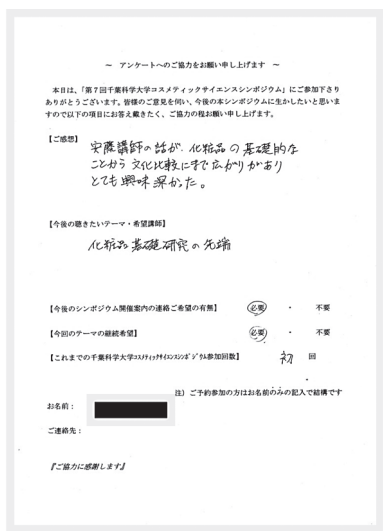 ～ アンケートへのご協力をお願い申し上げます ～
本日は、「第7回千葉科学大学コスメティックサイエンスシンポジウム」にご参加下さり
ありがとうございます。皆様のご意見を伺い、今後の本シンポジウムに生かしたいと思いま
すので以下の項目にお答え戴きたく、ご協力の程お願い申し上げます。
【ご感想】
講師の話が、化粧品の基礎的な
ことから文化比較にまで広がりがあり
とても興味深かった。
【今後の聴きたいテーマ・希望講師】
化粧品基礎研究の先端
【今後のシンポジウム開催案内の連絡ご希望の有無】 必要 ・ 不要
【今回のテーマの継続希望】 必要 ・ 不要
【これまでの千葉科学大学コスメティックサイエンスシンポジウム参加回数】 初 回
注）ご予約参加の方はお名前のみの記入で結構です
お名前：
ご連絡先：
『ご協力に感謝します』